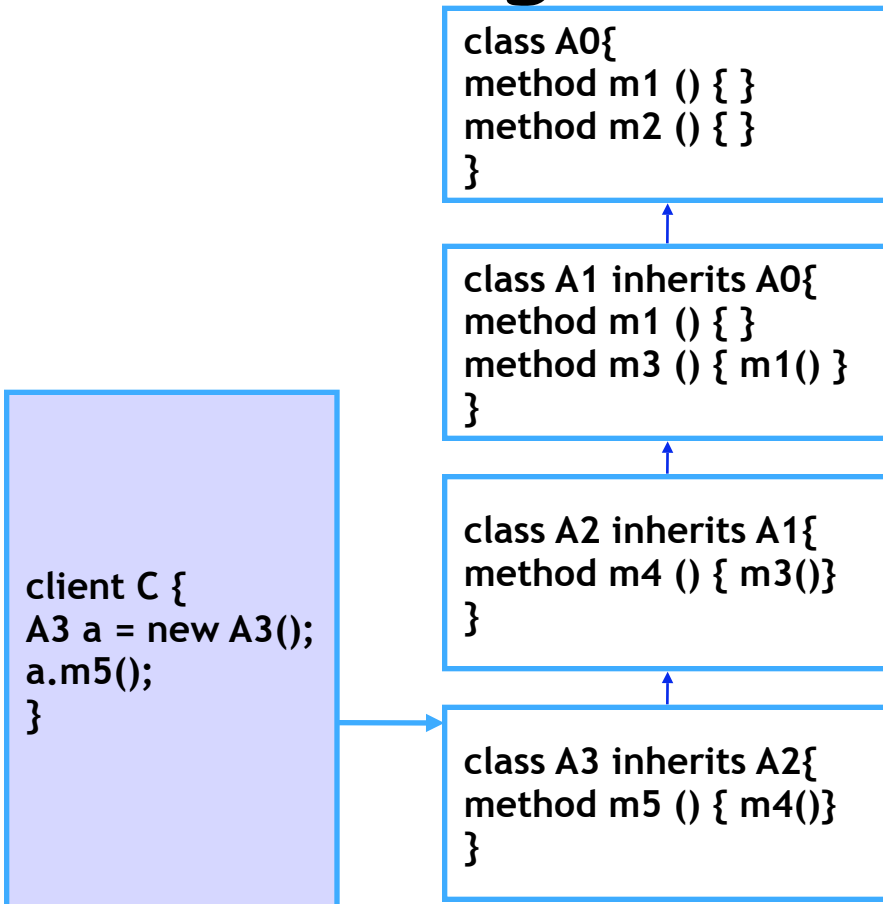 class A0{
method m1 () { }
method m2 () { }
}
class A1 inherits A0{
method m1 () { }
method m3 () { m1() }
}
class A2 inherits A1{
method m4 () { m3()}
}
client C {
A3 a = new A3();
a.m5();
}
class A3 inherits A2{
method m5 () { m4()}
}